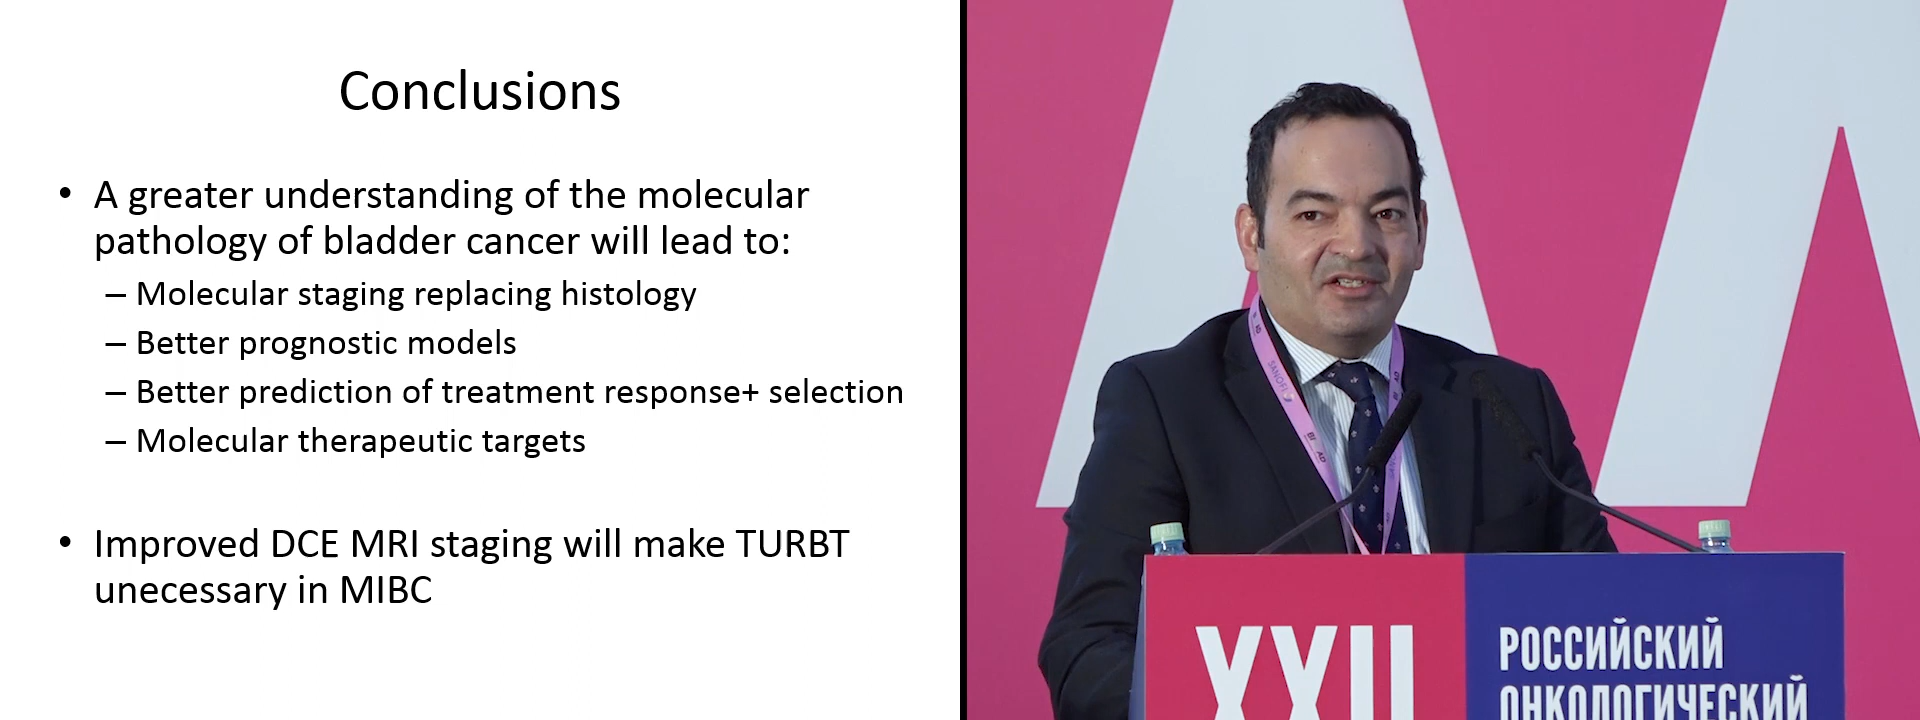 Conclusions
• A greater understanding of the molecular
pathology of bladder cancer will lead to:
– Molecular staging replacing histology
– Better prognostic models
– Better prediction of treatment response+ selection
– Molecular therapeutic targets
• Improved DCE MRI staging will make TURBT
unecessary in MIBC
SANOFI
XXII
РОССИЙСКИЙ
ОНКОЛОГИЧЕСКИЙ